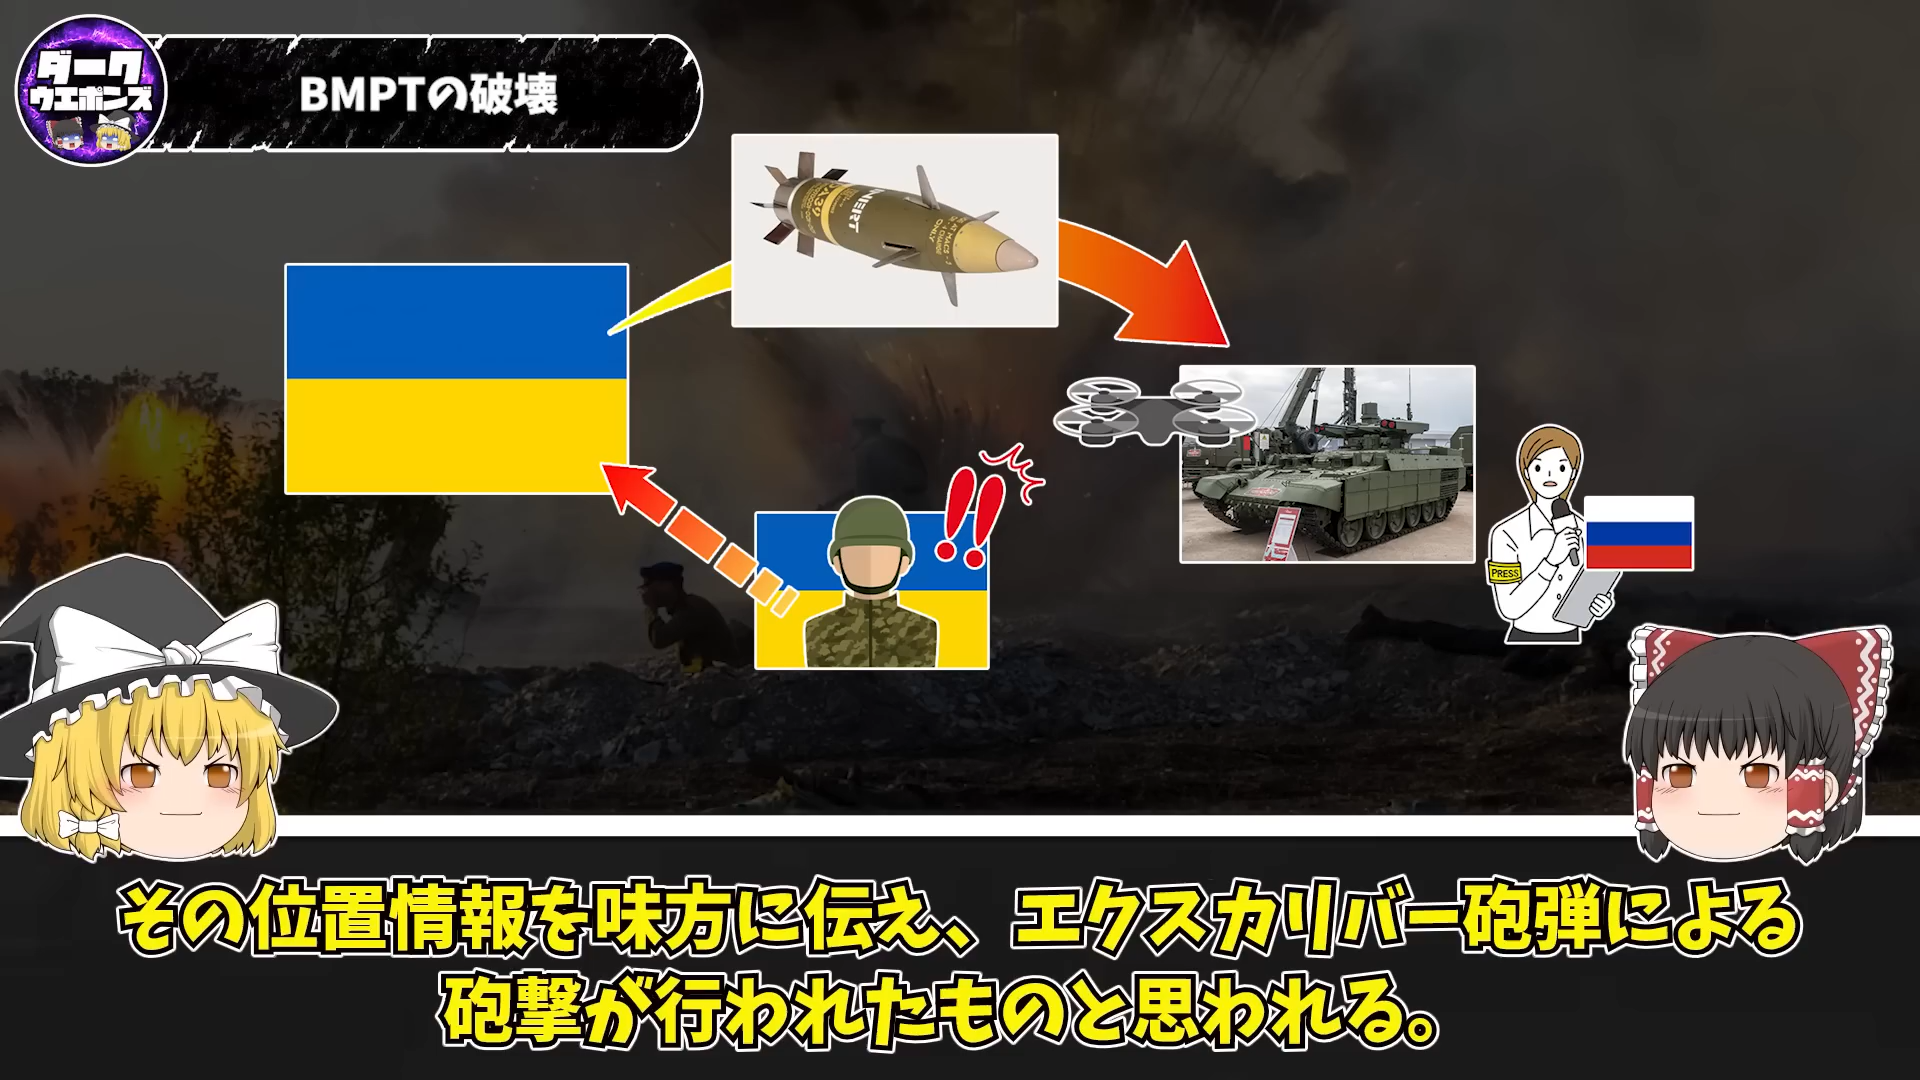 ダーク
ウエポンズ
BMPTの破壊
INERT
PRESS
その位置情報を味方に伝え、エクスカリバー砲弾による
砲撃が行われたものと思われる。